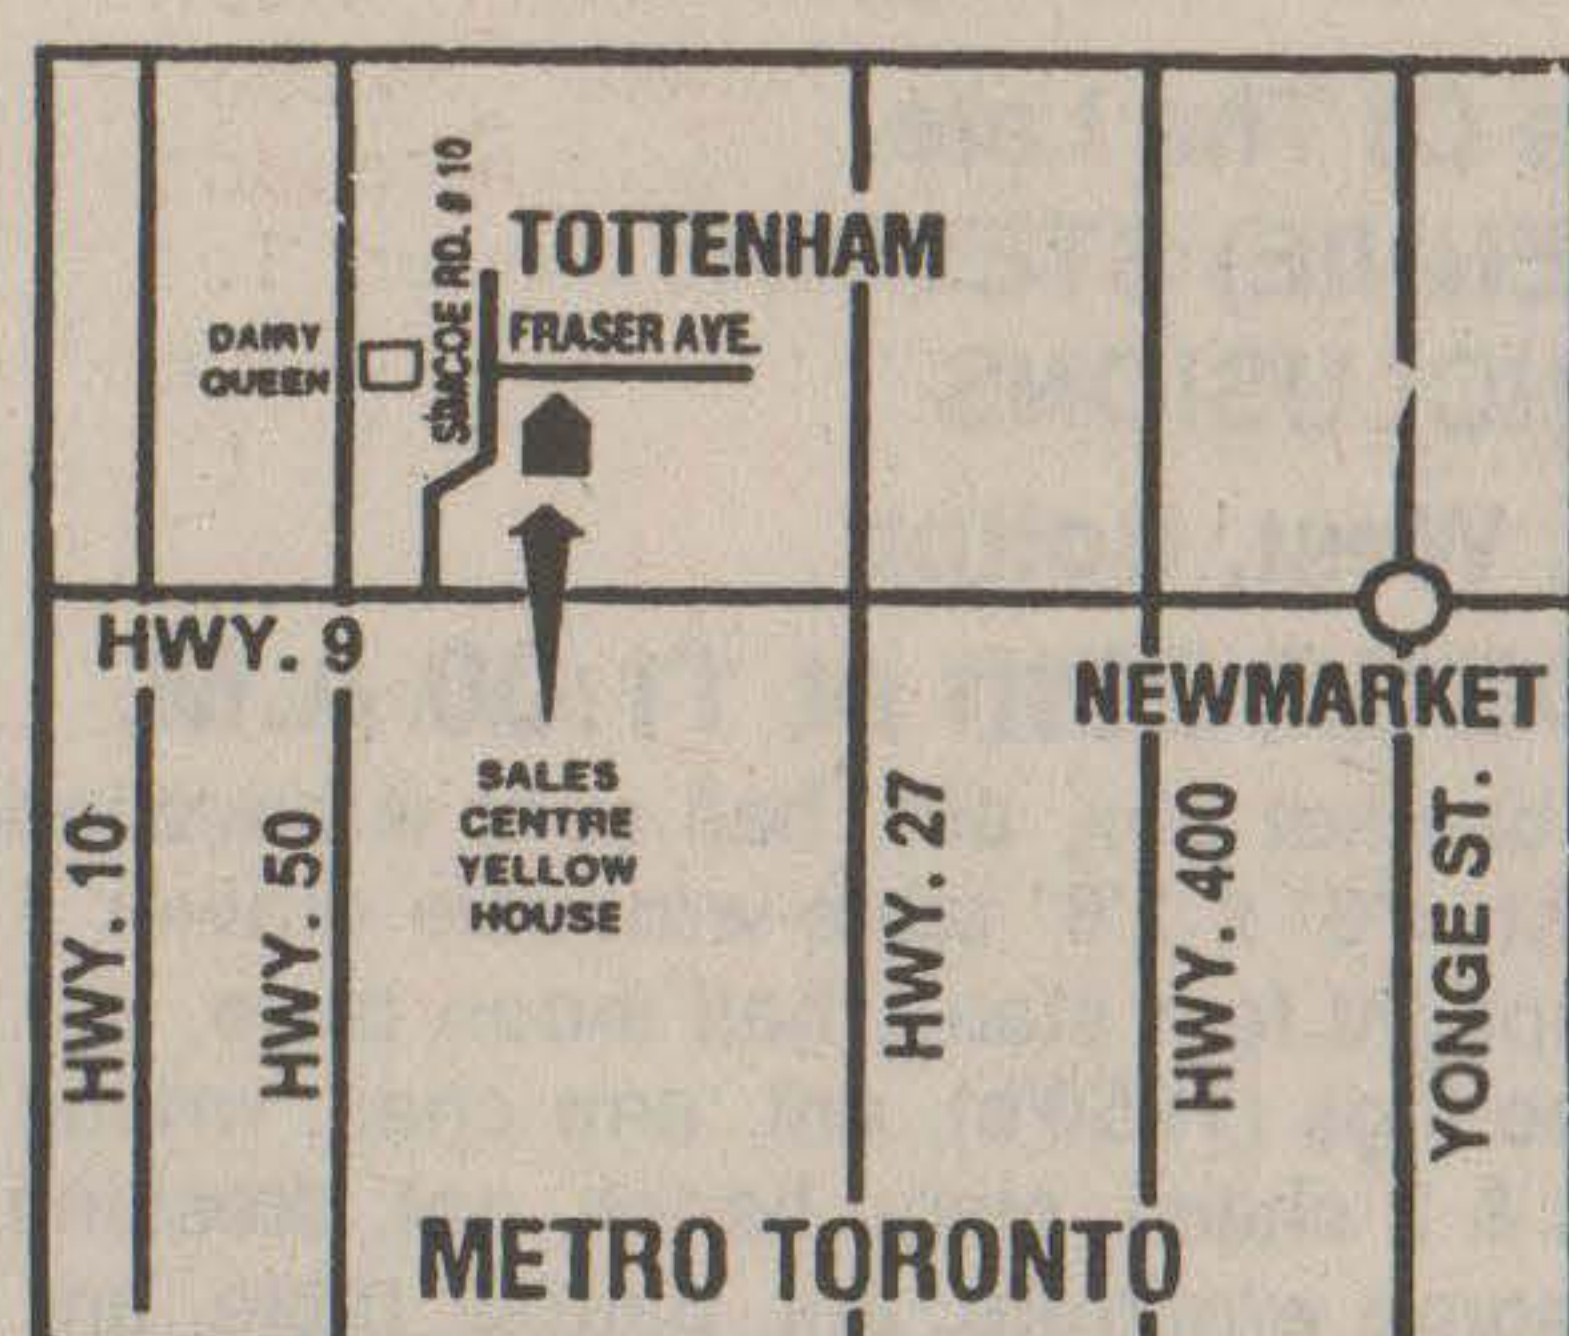 SIMCOE RD. # 10
TOTTENHAM
FRASER AVE.
DAIRY
QUEEN
HWY. 9
NEWMARKET
SALES
CENTRE
YELLOW
HOUSE
HWY. 10
HWY. 50
HWY. 27
HWY. 400
YONGE ST.
METRO TORONTO